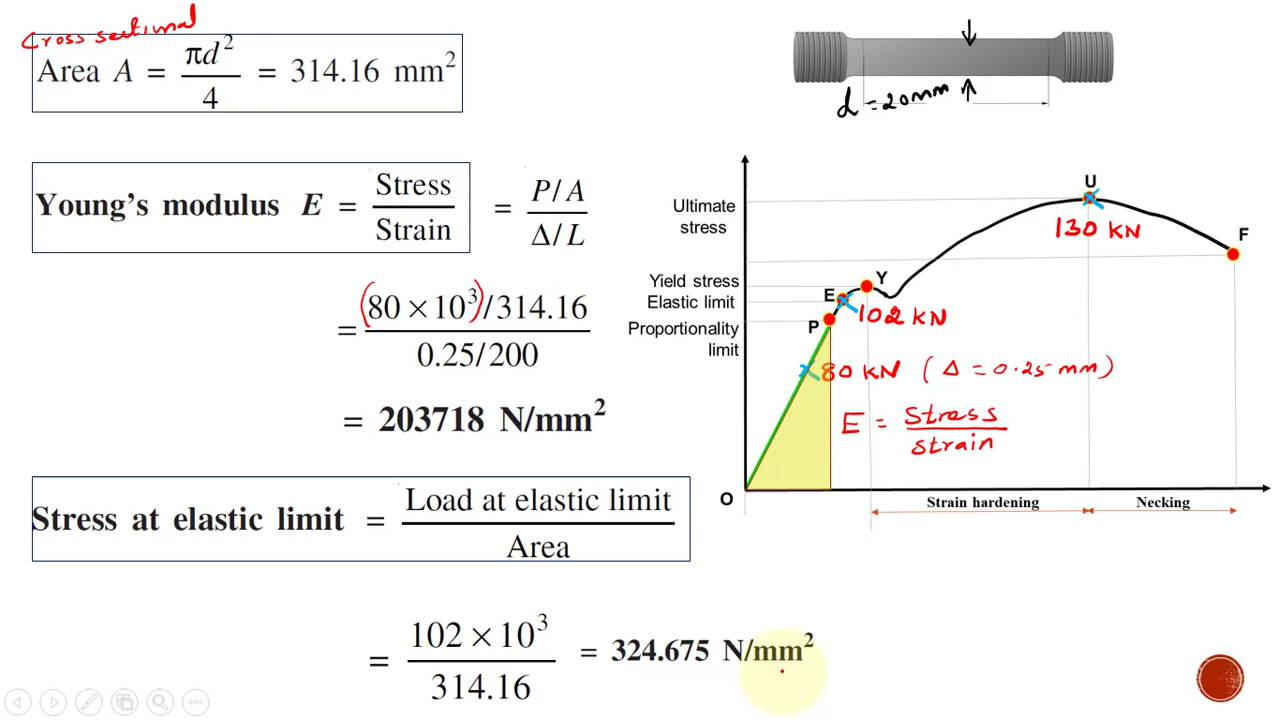 Cross sectional
Area A = πd²/4 = 314.16 mm²
d = 20mm
Young's modulus E = Stress/Strain = P/A / Δ/L
= (80 × 10³)/314.16 / 0.25/200
= 203718 N/mm²
Stress at elastic limit = Load at elastic limit / Area
= 102 × 10³ / 314.16 = 324.675 N/mm²
Ultimate
stress
Yield stress
Elastic limit
Proportionality
limit
U
130 KN
F
Y
E
102 KN
P
80 KN (Δ = 0.25 mm)
E = Stress/Strain
O
Strain hardening
Necking